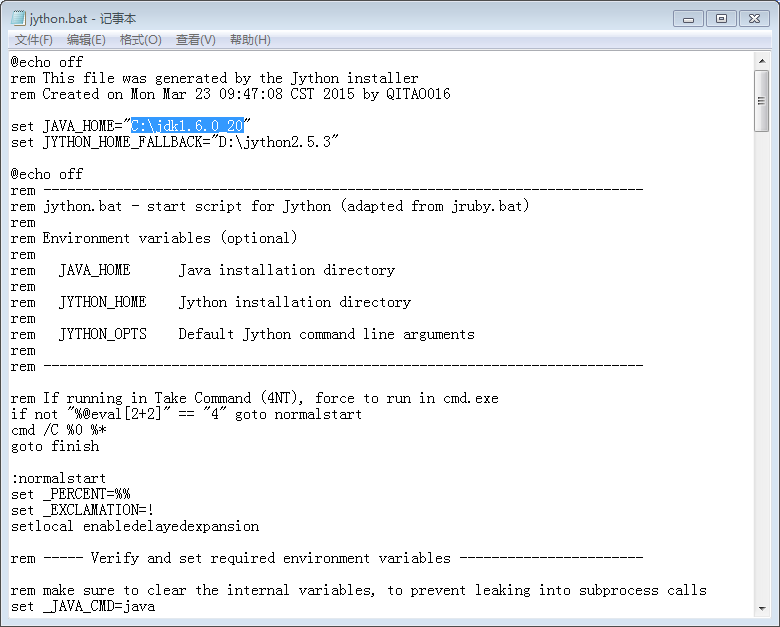 jython.bat - 记事本
文件(F) 编辑(E) 格式(O) 查看(V) 帮助(H)
@echo off
rem This file was generated by the Jython installer
rem Created on Mon Mar 23 09:47:08 CST 2015 by QITAO016

set JAVA_HOME="C:\jdk1.6.0_20"
set JYTHON_HOME_FALLBACK="D:\jython2.5.3"

@echo off
rem ---------------------------------------------------------------------------
rem jython.bat - start script for Jython (adapted from jruby.bat)
rem
rem Environment variables (optional)
rem
rem   JAVA_HOME      Java installation directory
rem
rem   JYTHON_HOME    Jython installation directory
rem
rem   JYTHON_OPTS    Default Jython command line arguments
rem
rem ---------------------------------------------------------------------------

rem If running in Take Command (4NT), force to run in cmd.exe
if not "%@eval[2+2]" == "4" goto normalstart
cmd /C %0 %*
goto finish

:normalstart
set _PERCENT=%%
set _EXCLAMATION=!
setlocal enabledelayedexpansion

rem ----- Verify and set required environment variables -----------------------

rem make sure to clear the internal variables, to prevent leaking into subprocess calls
set _JAVA_CMD=java